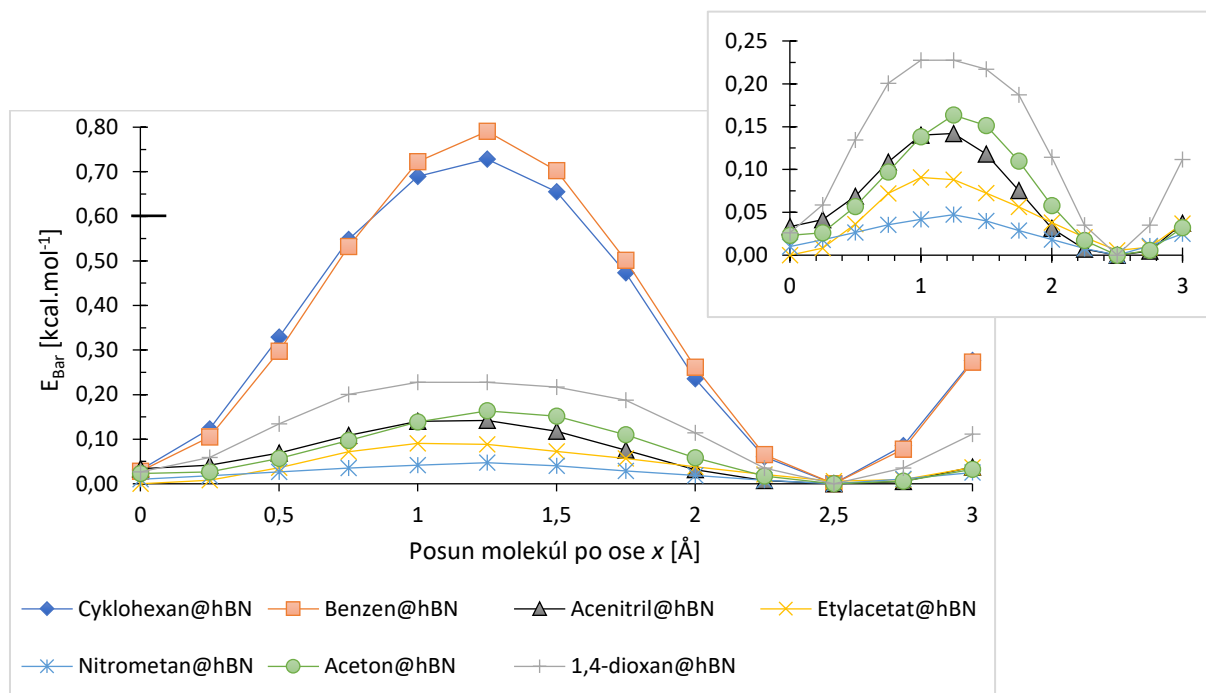 0,25
0,20
0,15
0,10
0,05
0,00
0 1 2 3
0,80
0,70
0,60
0,50
0,40
0,30
0,20
0,10
0,00
E_Bar [kcal.mol⁻¹]
0 0,5 1 1,5 2 2,5 3
Posun molekúl po ose x [Å]
Cyklohexan@hBN Benzen@hBN Acenitril@hBN Etylacetat@hBN
Nitrometan@hBN Aceton@hBN 1,4-dioxan@hBN